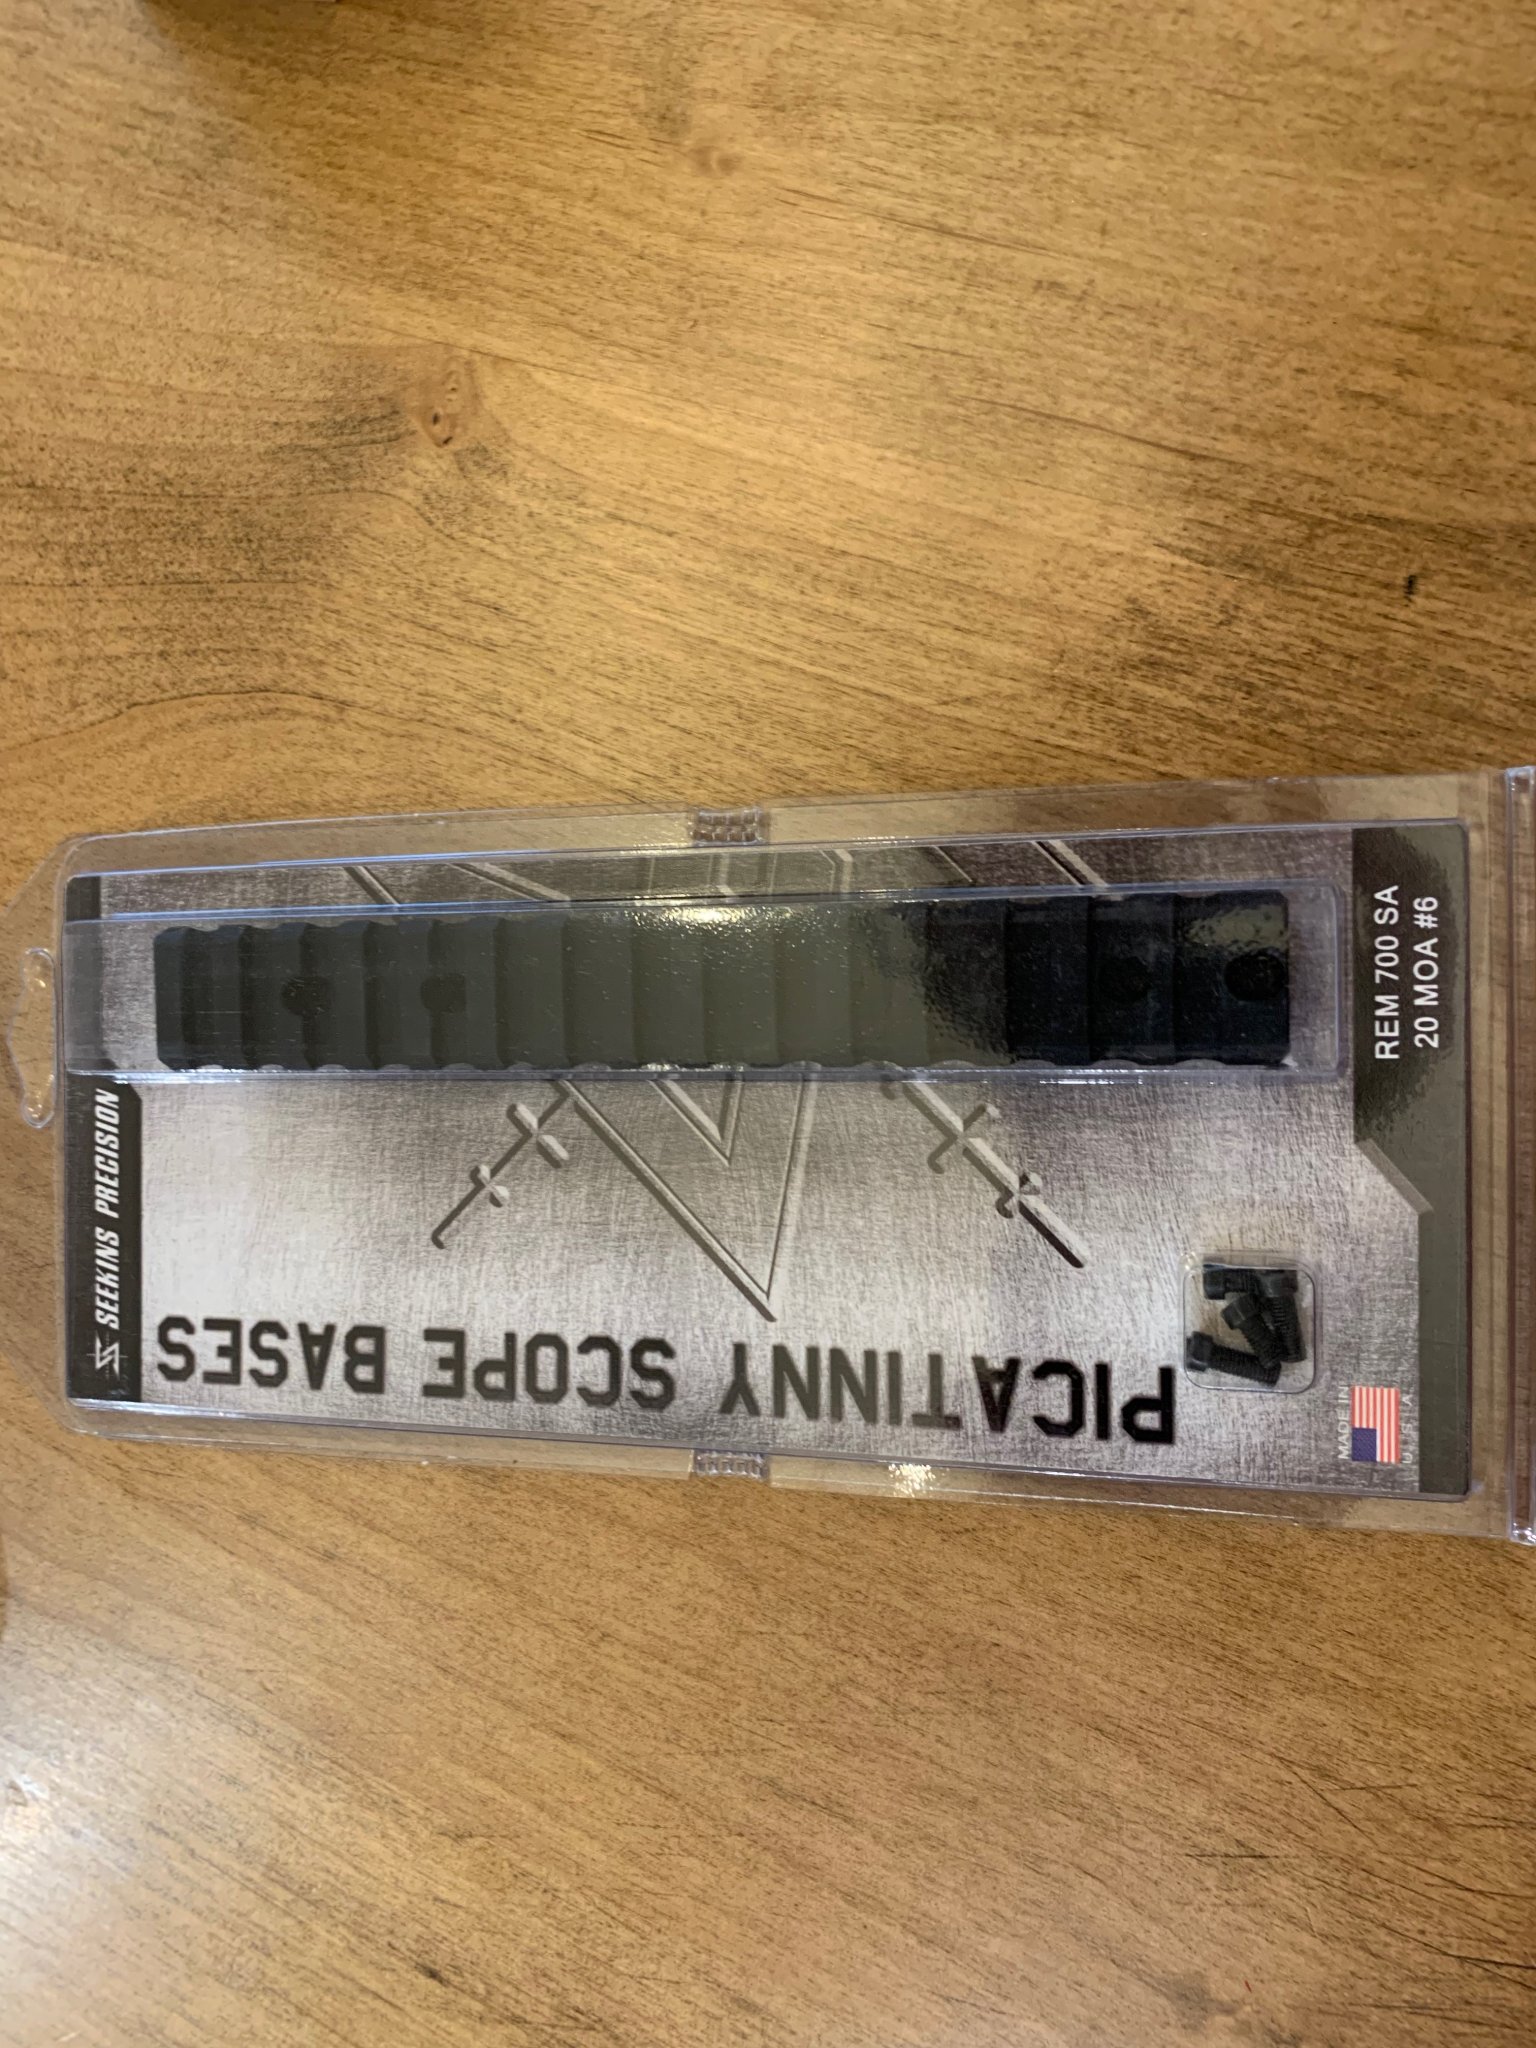 SEEKINS PRECISION
PICATINNY SCOPE BASES
REM 700 SA
20 MOA #6
MADE IN
U.S.A.